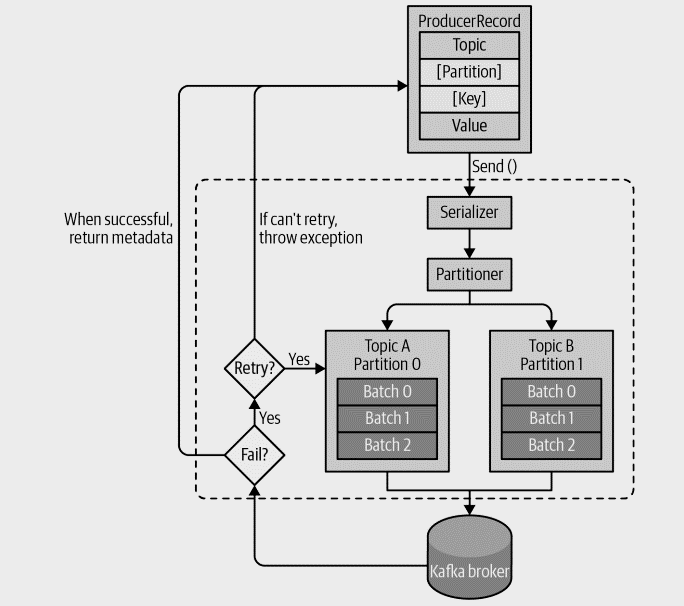 ProducerRecord
Topic
[Partition]
[Key]
Value
Send ()
Serializer
When successful,
return metadata
If can't retry,
throw exception
Partitioner
Topic A
Partition 0
Batch 0
Batch 1
Batch 2
Topic B
Partition 1
Batch 0
Batch 1
Batch 2
Retry?
Yes
Yes
Fail?
Kafka broker